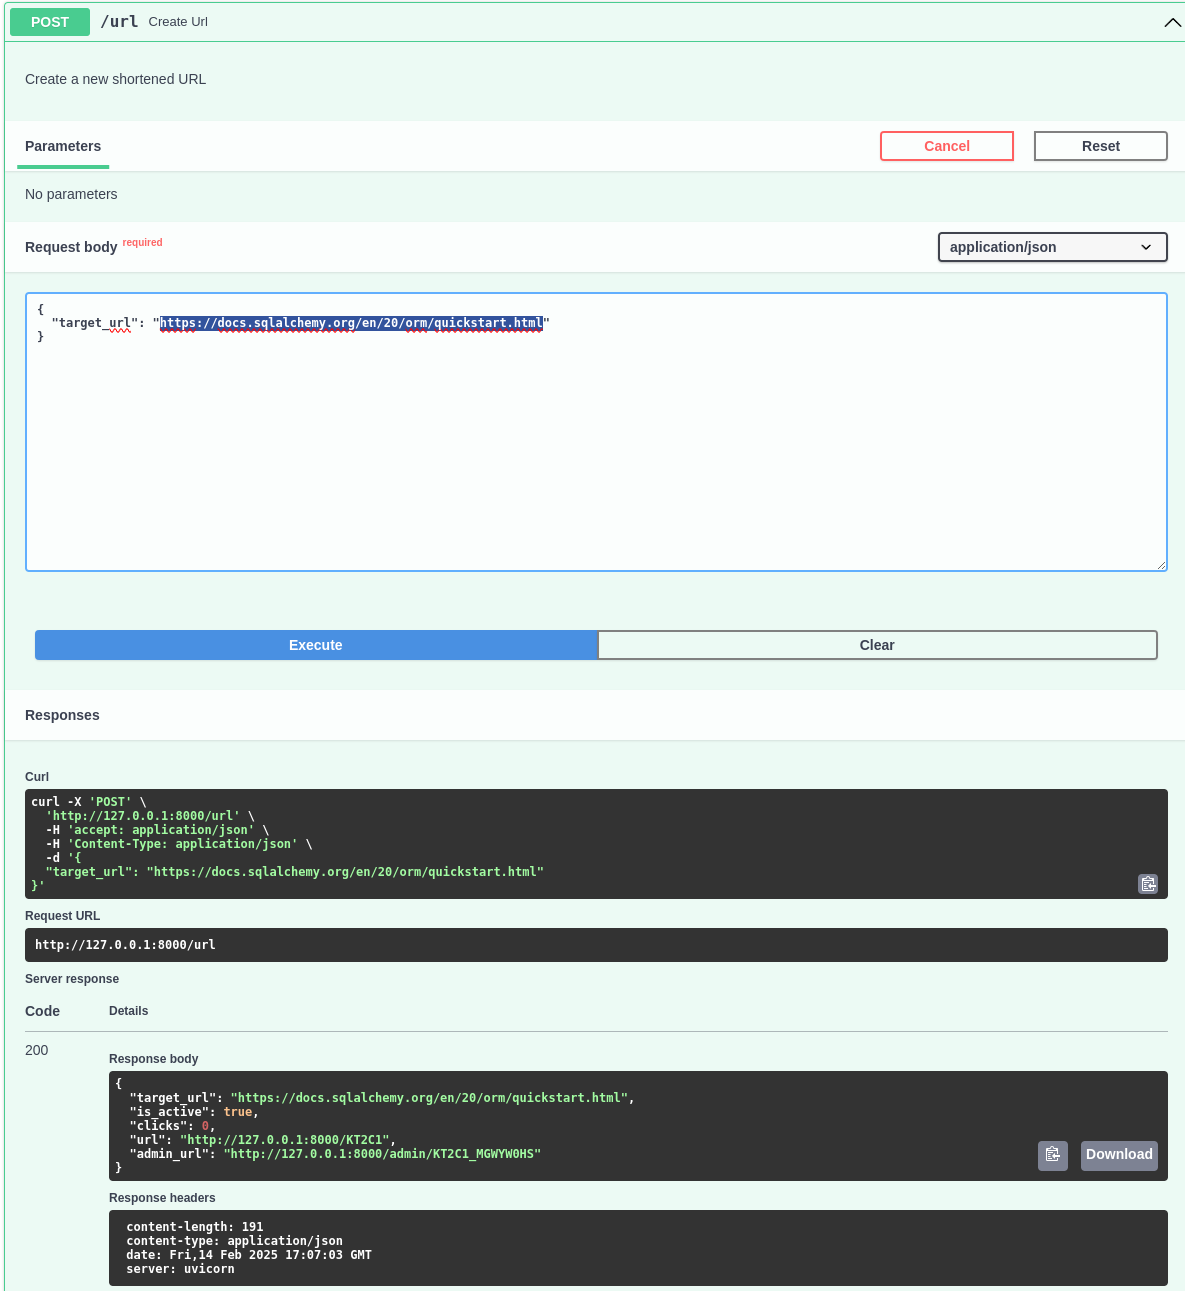 POST /url Create Url
Create a new shortened URL
Parameters
Cancel
Reset
No parameters
Request body required
application/json
{
  "target_url": "https://docs.sqlalchemy.org/en/20/orm/quickstart.html"
}
Execute
Clear
Responses
Curl
curl -X 'POST' \
  'http://127.0.0.1:8000/url' \
  -H 'accept: application/json' \
  -H 'Content-Type: application/json' \
  -d '{
  "target_url": "https://docs.sqlalchemy.org/en/20/orm/quickstart.html"
}'
Request URL
http://127.0.0.1:8000/url
Server response
Code Details
200
Response body
{
  "target_url": "https://docs.sqlalchemy.org/en/20/orm/quickstart.html",
  "is_active": true,
  "clicks": 0,
  "url": "http://127.0.0.1:8000/KT2C1",
  "admin_url": "http://127.0.0.1:8000/admin/KT2C1_MGWYW0HS"
}
Download
Response headers
content-length: 191
content-type: application/json
date: Fri,14 Feb 2025 17:07:03 GMT
server: uvicorn